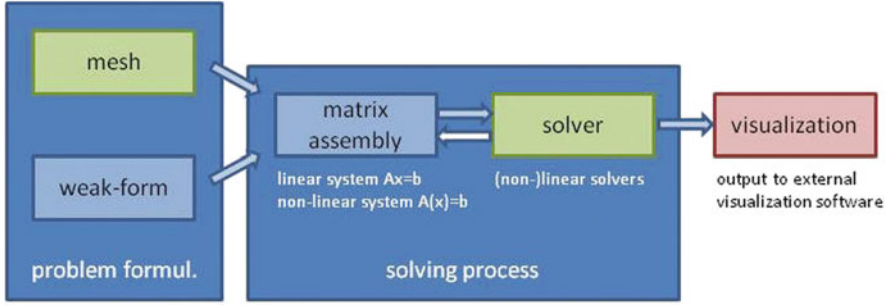 mesh
weak-form
problem formul.
matrix
assembly
linear system Ax=b
non-linear system A(x)=b
solver
(non-)linear solvers
solving process
visualization
output to external
visualization software